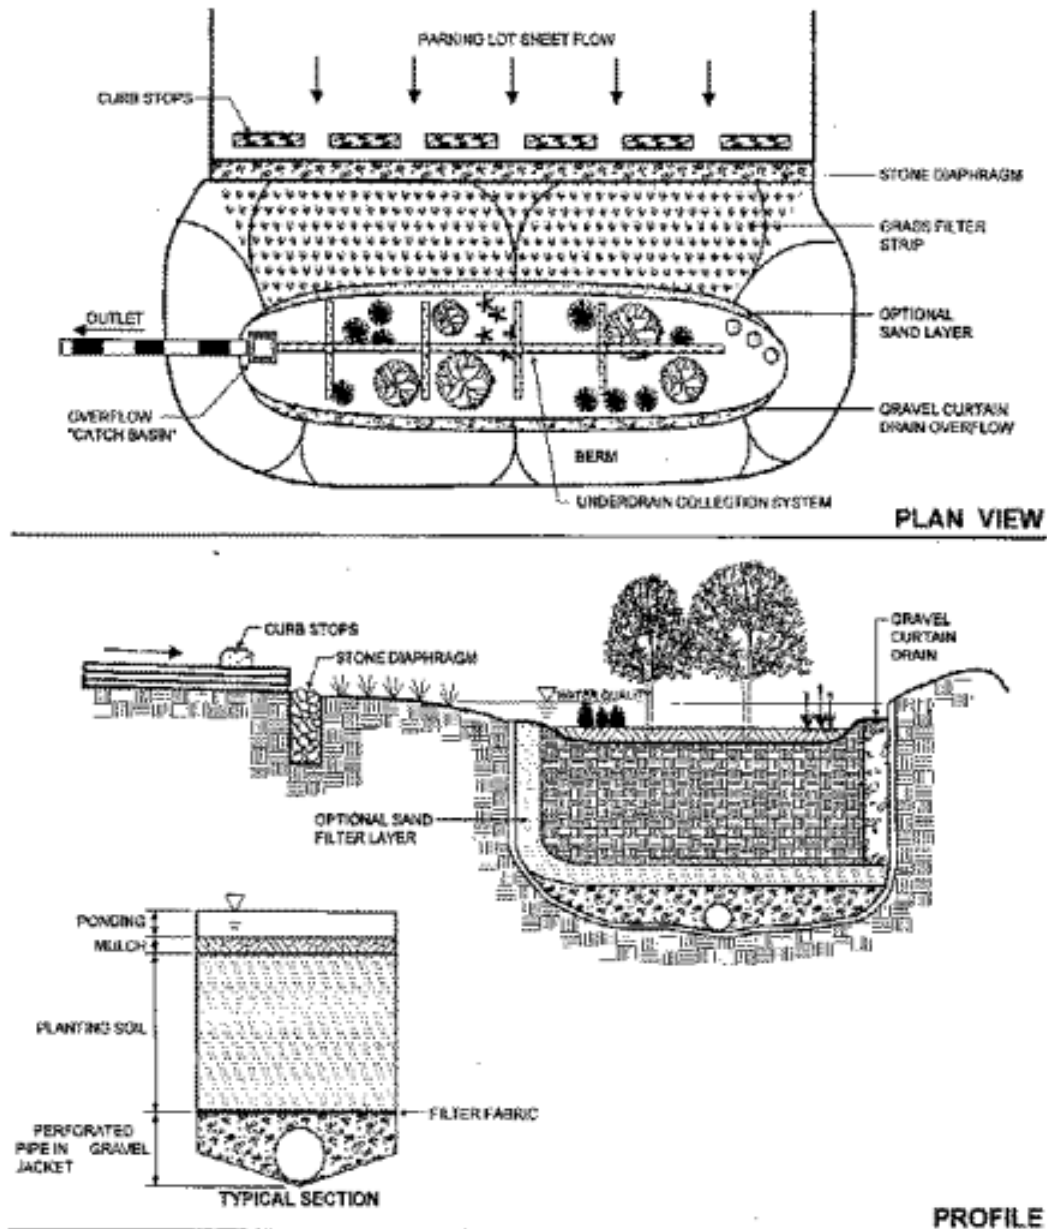 PARKING LOT SHEET FLOW
CURB STOPS
STONE DIAPHRAGM
GRASS FILTER
STRIP
OUTLET
OPTIONAL
SAND LAYER
OVERFLOW
"CATCH BASIN"
GRAVEL CURTAIN
DRAIN OVERFLOW
BERM
UNDERDRAIN COLLECTION SYSTEM
PLAN VIEW
CURB STOPS
STONE DIAPHRAGM
GRAVEL
CURTAIN
DRAIN
WATER QUALITY
OPTIONAL SAND
FILTER LAYER
PONDING
MULCH
PLANTING SOIL
FILTER FABRIC
PERFORATED
PIPE IN GRAVEL
JACKET
TYPICAL SECTION
PROFILE